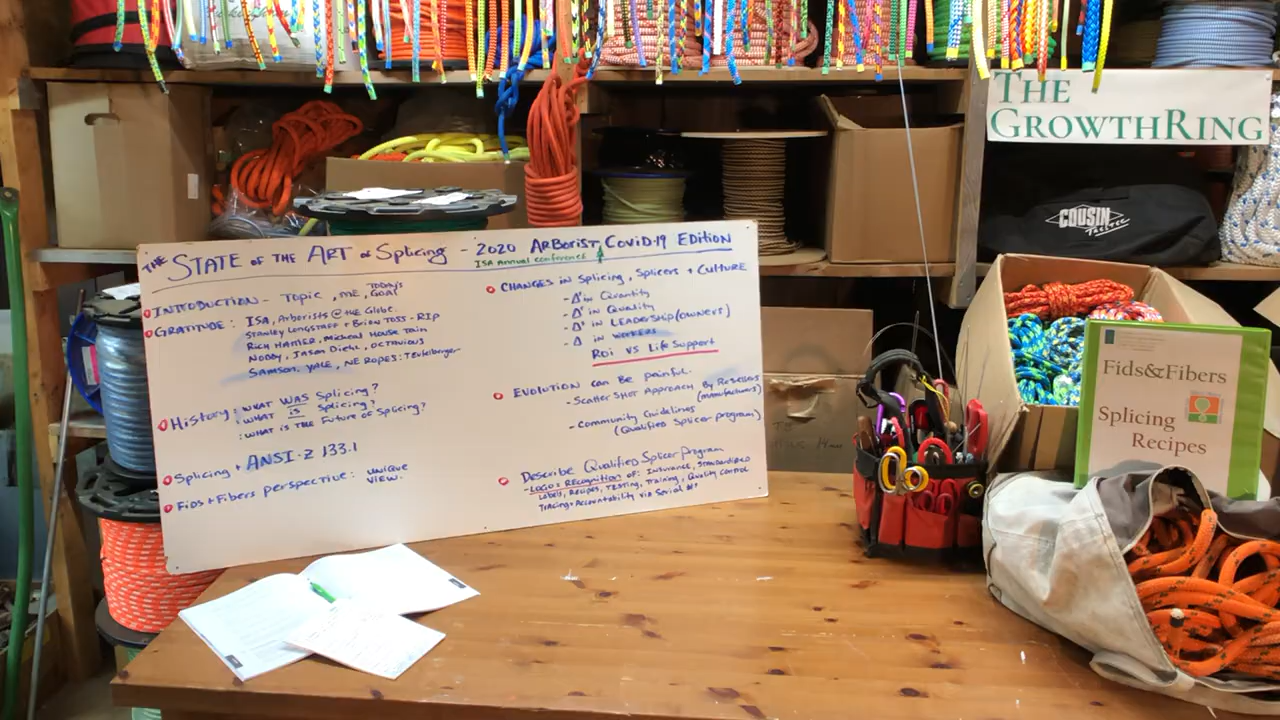 THE
GROWTHRING
COUSIN
THE STATE OF THE ART OF SPLICING - 2020 ARBORIST COVID-19 EDITION
ISA ANNUAL CONFERENCE
INTRODUCTION - TOPIC, ME, TODAY'S GOAL
GRATITUDE: ISA, Arborists @ the Globe.
STANLEY LONGSTAFF + BRION TOSS - RIP
RICH HATTIER, MICHEAL HOUSE TAIN
NODDY, JASON DIEHL, OCTAVIOUS
SAMSON, YALE, NE ROPES: Teufelberger
HISTORY: WHAT WAS SPLICING?
: WHAT IS SPLICING?
: WHAT IS THE FUTURE OF SPLICING?
SPLICING + ANSI-Z 133.1
FIDS + FIBERS PERSPECTIVE: UNIQUE VIEW.
CHANGES IN SPLICING, SPLICERS + CULTURE
- Δ IN QUANTITY
- Δ IN QUALITY
- Δ IN LEADERSHIP (OWNERS)
- Δ IN WORKERS
ROI VS LIFE SUPPORT
EVOLUTION CAN BE PAINFUL.
- SCATTER SHOT APPROACH BY RESELLERS
(MANUFACTURERS)
- COMMUNITY GUIDELINES
(QUALIFIED SPLICER PROGRAM)
DESCRIBE QUALIFIED SPLICER PROGRAM
- LOGO = RECOGNITION OF: INSURANCE, STANDARDIZED
LABELS, RECIPES, TESTING, TRAINING, QUALITY CONTROL
TRACING + ACCOUNTABILITY VIA SERIAL #'S
Fids&Fibers
Splicing
Recipes